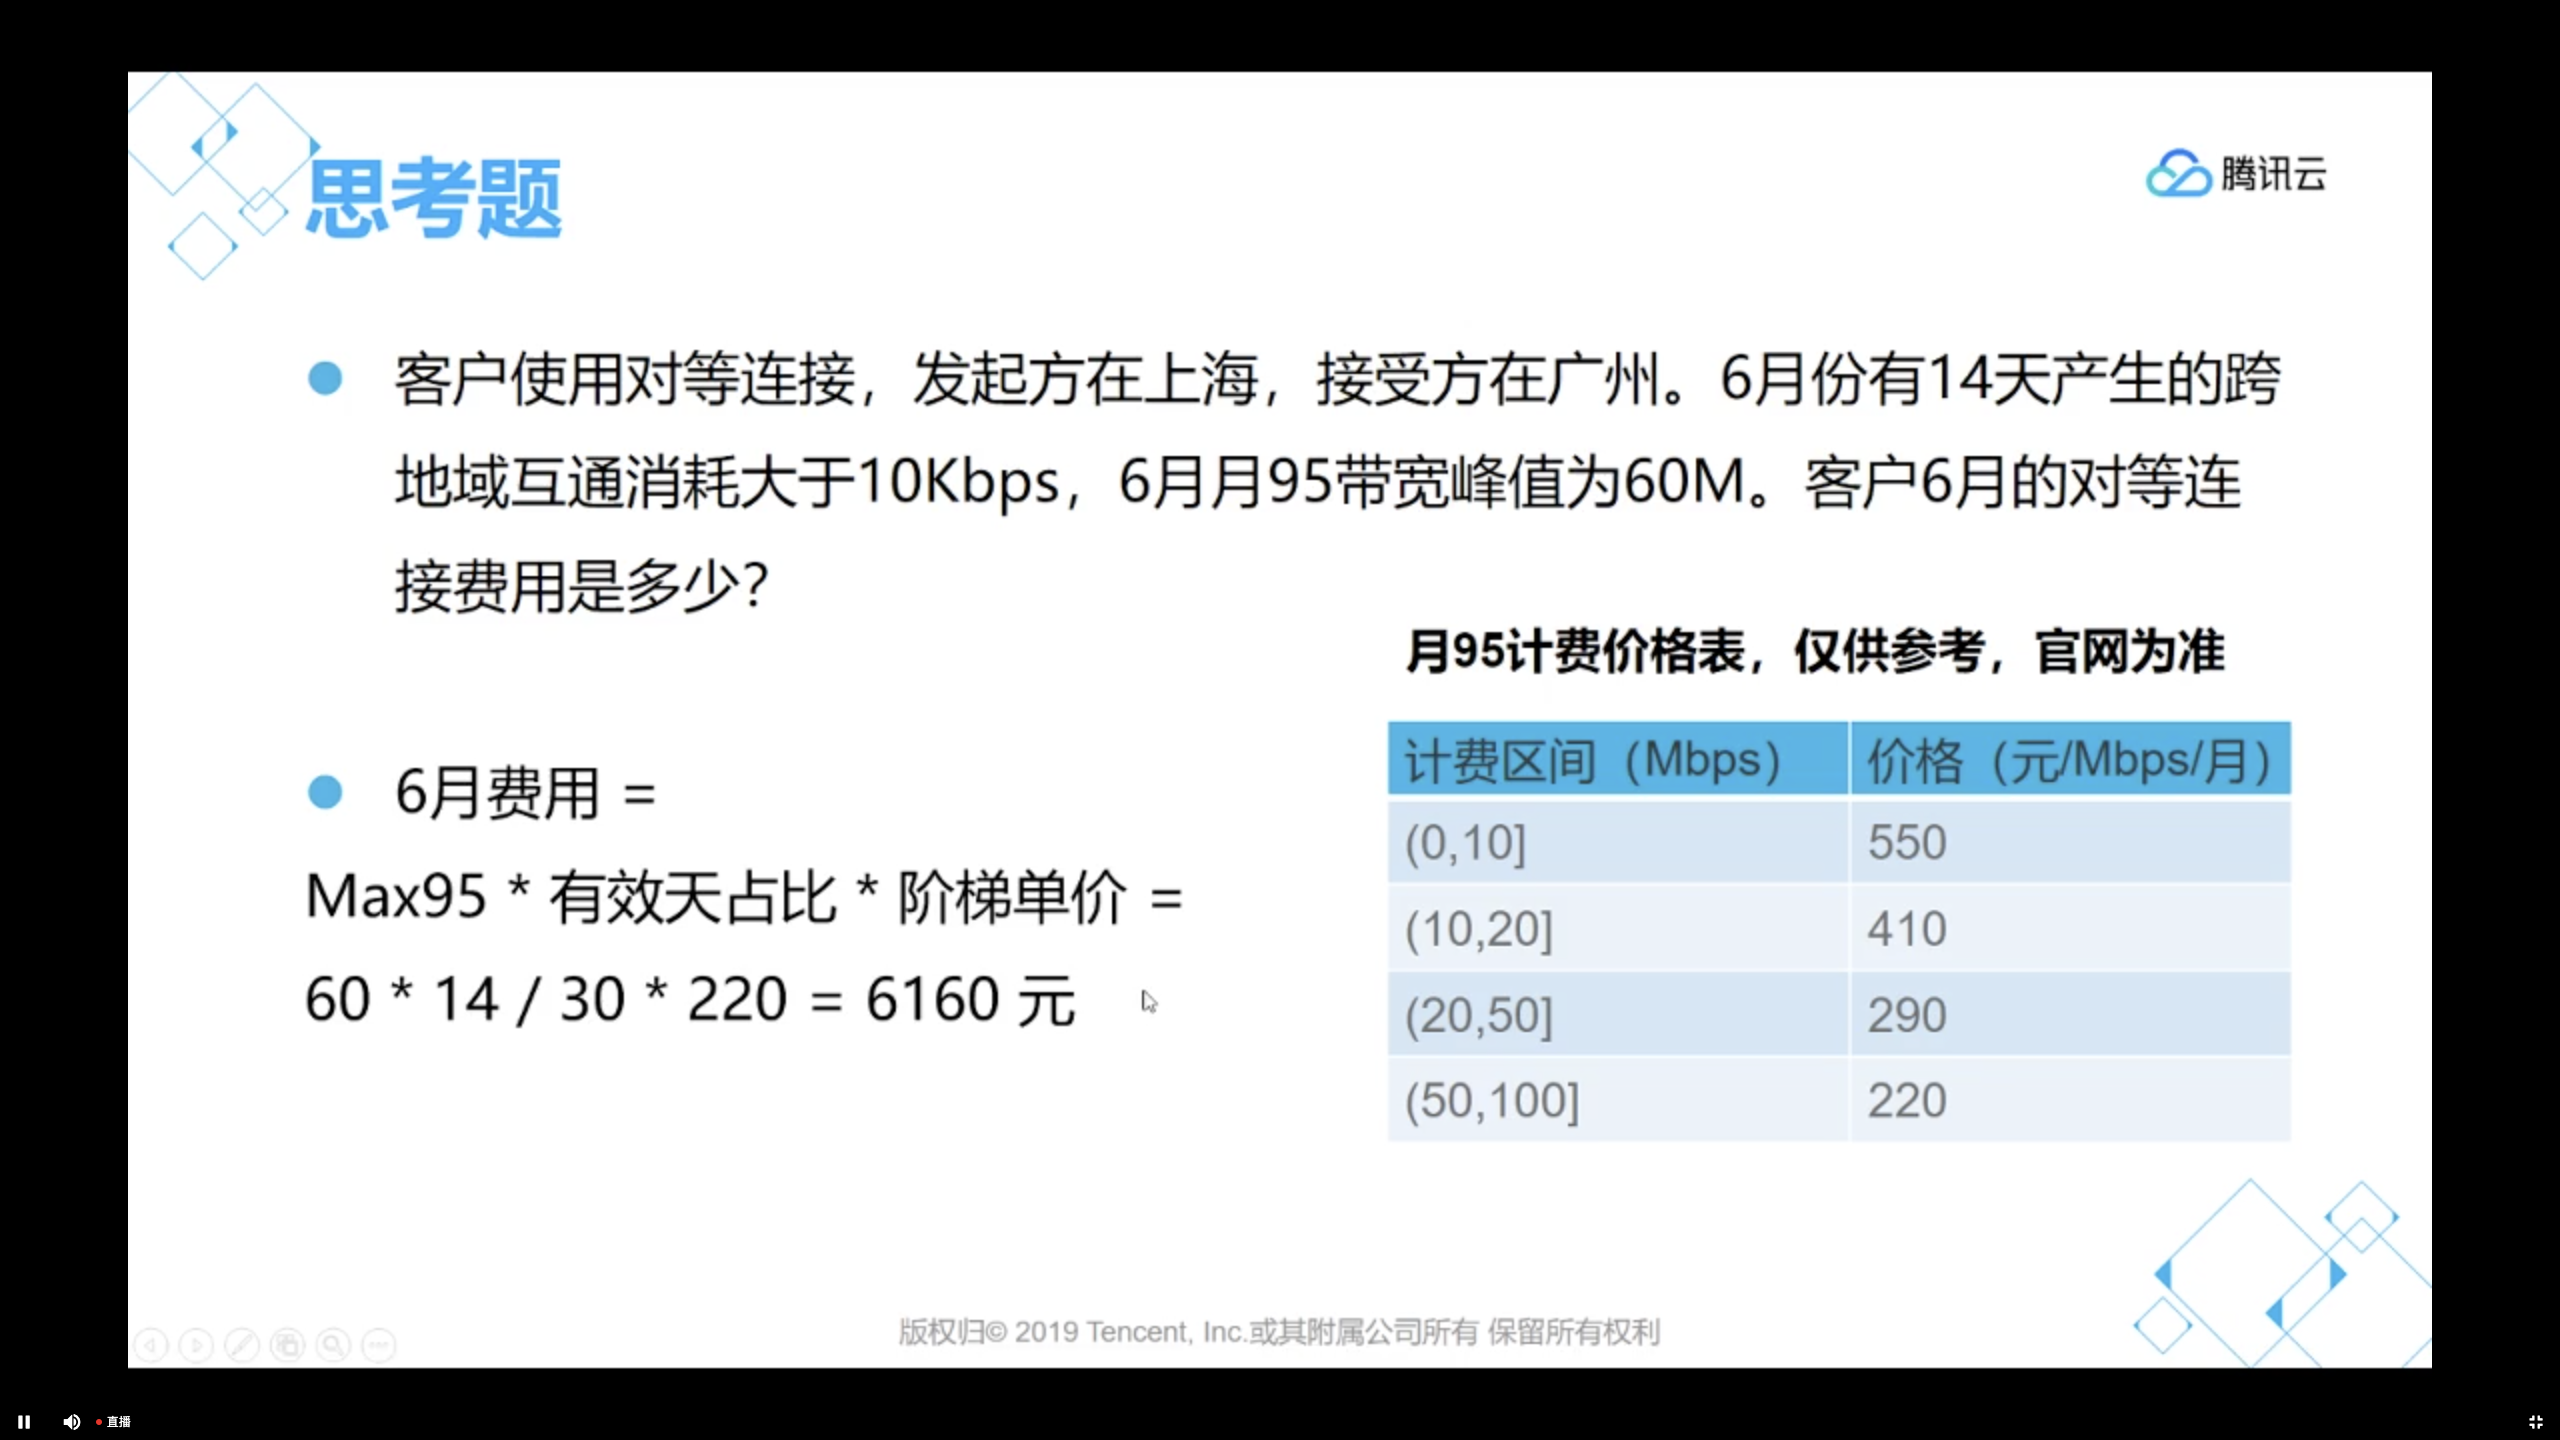 思考题
腾讯云
客户使用对等连接，发起方在上海，接受方在广州。6月份有14天产生的跨
地域互通消耗大于10Kbps，6月月95带宽峰值为60M。客户6月的对等连
接费用是多少？
月95计费价格表，仅供参考，官网为准
计费区间（Mbps） 价格（元/Mbps/月）
(0,10] 550
(10,20] 410
(20,50] 290
(50,100] 220
6月费用 =
Max95 * 有效天占比 * 阶梯单价 =
60 * 14 / 30 * 220 = 6160 元
版权归© 2019 Tencent, Inc.或其附属公司所有 保留所有权利
直播